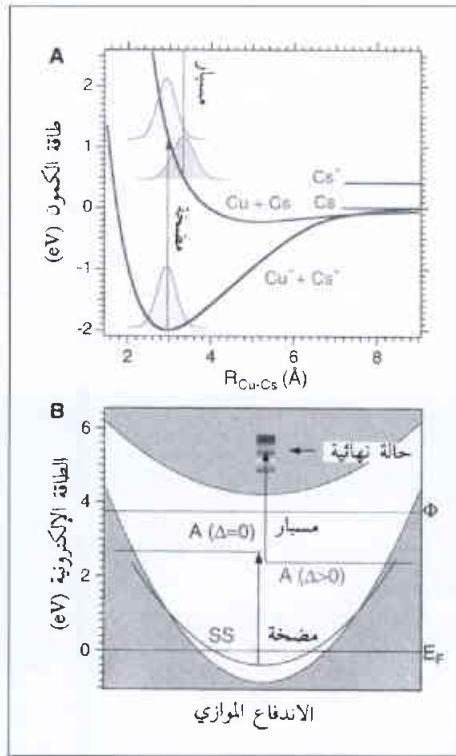 A
طاقة الكمون (eV)
2
1
0
-1
-2
مسبار
مضخة
Cu + Cs
Cs⁺
Cs
Cu⁻ + Cs⁺
2
4
6
8
R_Cu-Cs (Å)
B
الطاقة الإلكترونية (eV)
6
4
2
0
حالة نهائية
Φ
مسبار
A (Δ=0)
A (Δ>0)
SS
مضخة
E_F
الاندفاع الموازي